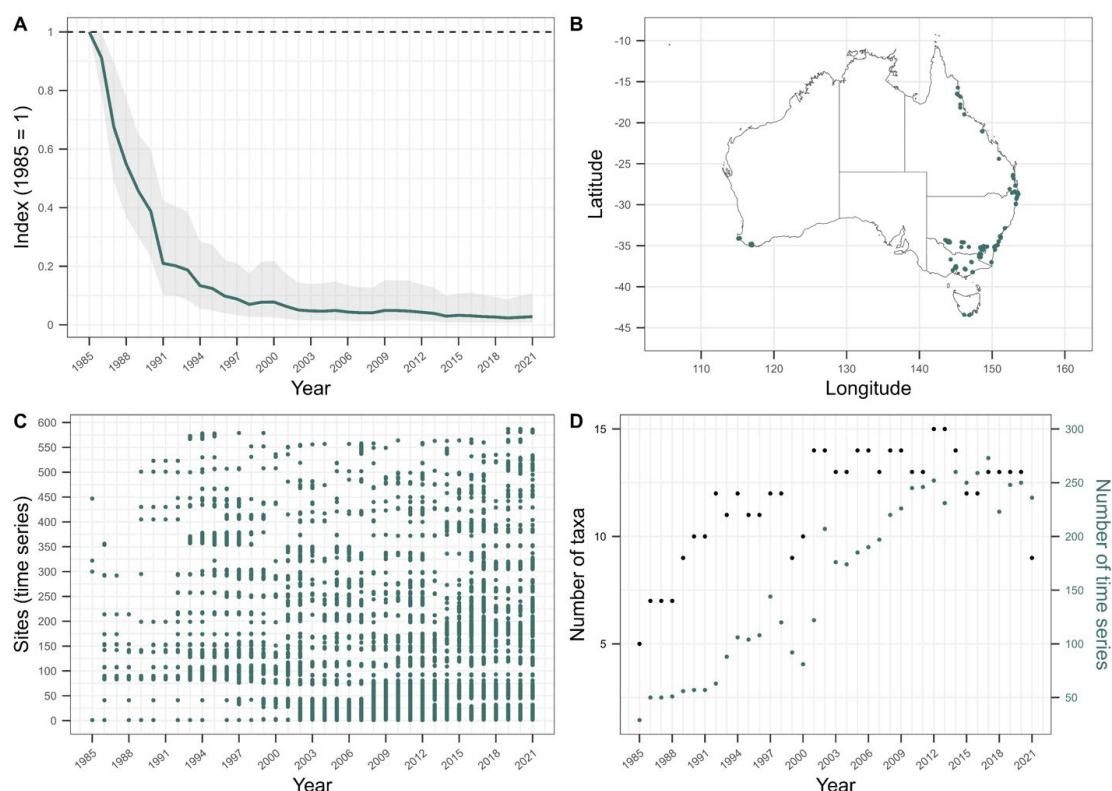 A
Index (1985 = 1)
1
0.8
0.6
0.4
0.2
0
1985 1988 1991 1994 1997 2000 2003 2006 2009 2012 2015 2018 2021
Year
B
Latitude
-10
-15
-20
-25
-30
-35
-40
-45
110 120 130 140 150 160
Longitude
C
Sites (time series)
600
550
500
450
400
350
300
250
200
150
100
50
0
1985 1988 1991 1994 1997 2000 2003 2006 2009 2012 2015 2018 2021
Year
D
Number of taxa
15
10
5
300
250
200
150
100
50
Number of time series
1985 1988 1991 1994 1997 2000 2003 2006 2009 2012 2015 2018 2021
Year